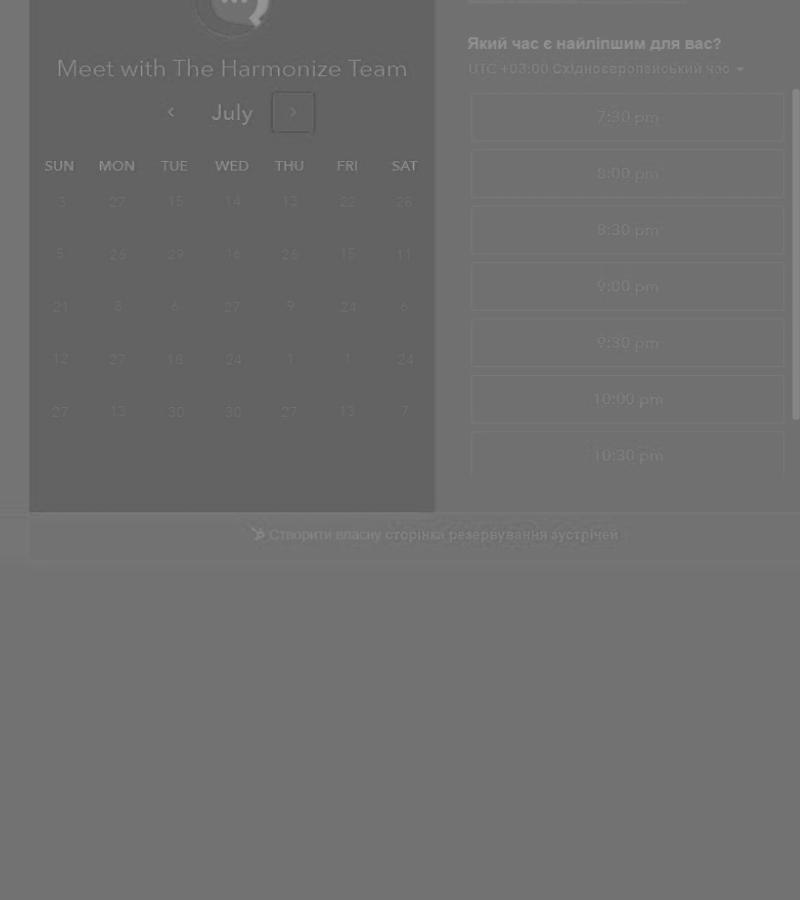 Meet with The Harmonize Team
July
SUN MON TUE WED THU FRI SAT
3 27 15 14 13 22 28
5 26 29 16 26 15 11
21 8 6 27 9 24 6
12 27 18 24 1 1 24
27 13 30 30 27 13 7
Який час є найліпшим для вас?
UTC +03:00 Східноєвропейський час
7:30 pm
8:00 pm
8:30 pm
9:00 pm
9:30 pm
10:00 pm
10:30 pm
Створити власну сторінка резервування зустрічей